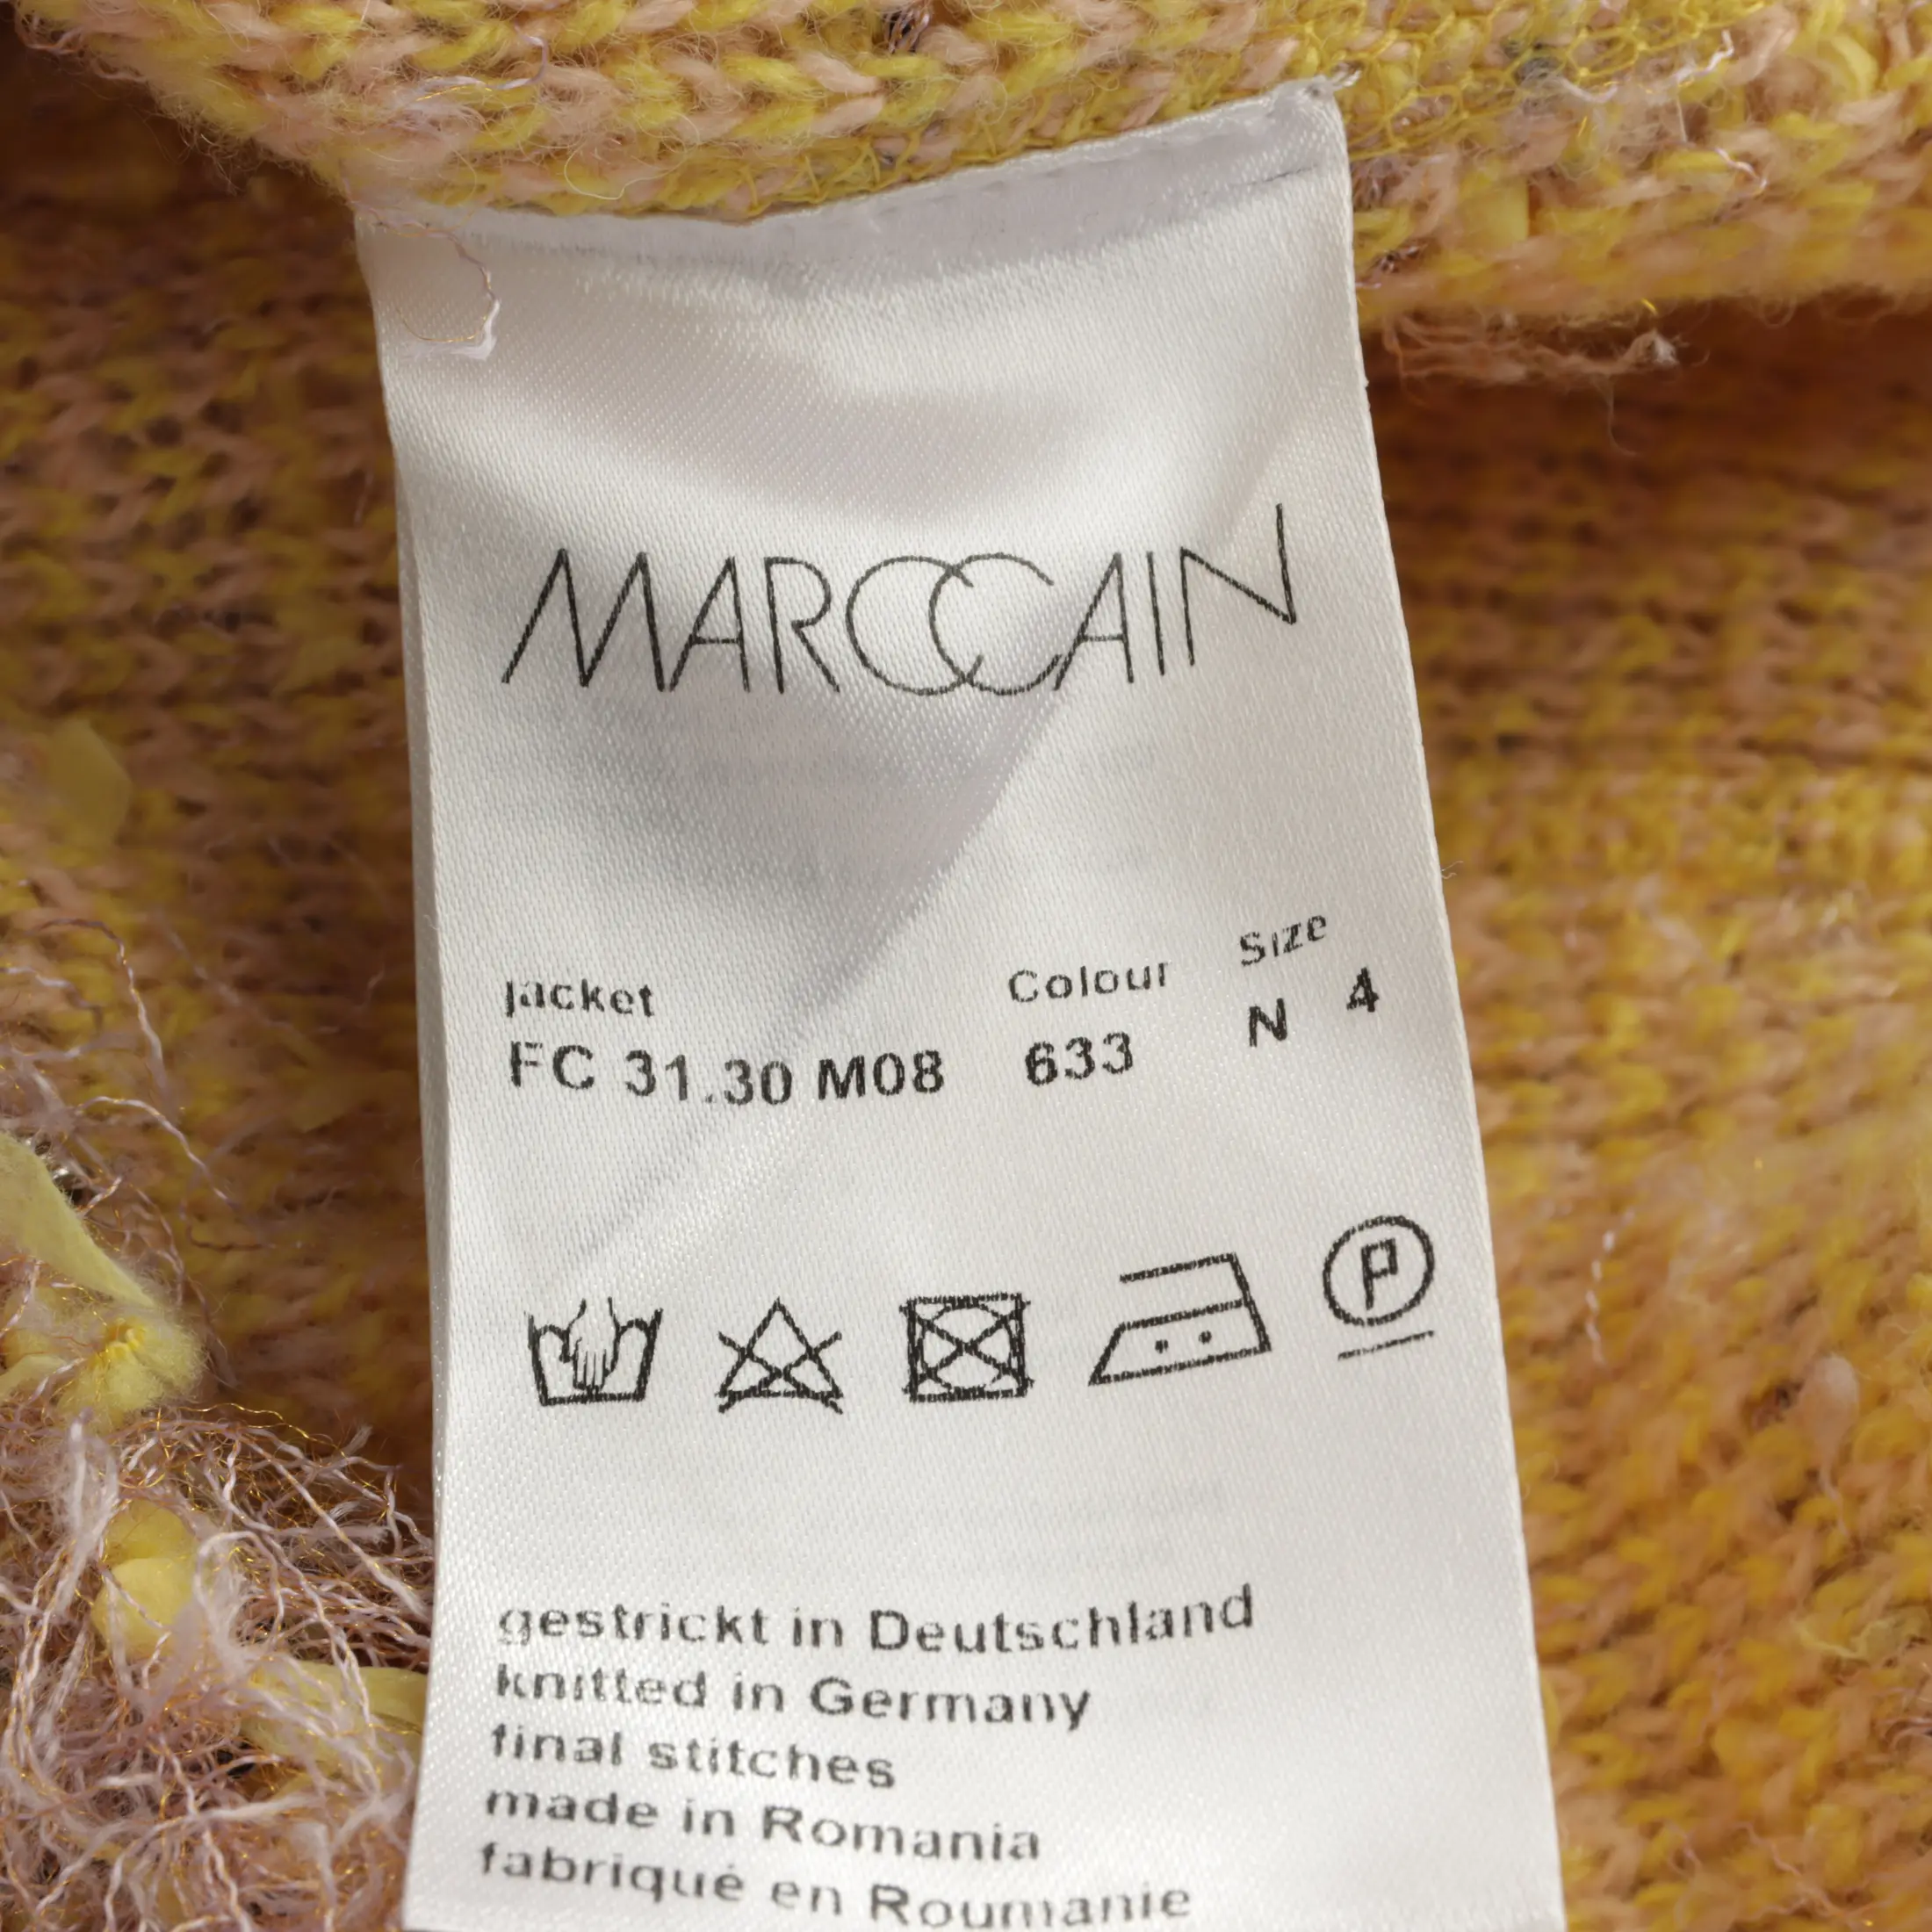 MARCCAIN
Jacket Colour Size
FC 31.30 M08 633 N 4
P
gestrickt in Deutschland
knitted in Germany
final stitches
made in Romania
fabriqué en Roumanie